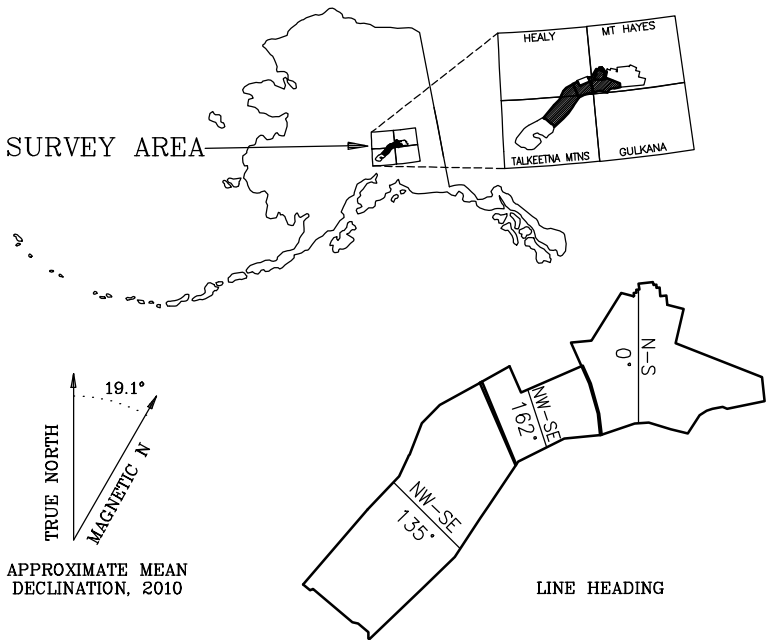 HEALY
MT HAYES
SURVEY AREA
TALKEETNA MTNS
GULKANA
19.1°
TRUE NORTH
MAGNETIC N
APPROXIMATE MEAN
DECLINATION, 2010
N-S
0°
NW-SE
162°
NW-SE
135°
LINE HEADING